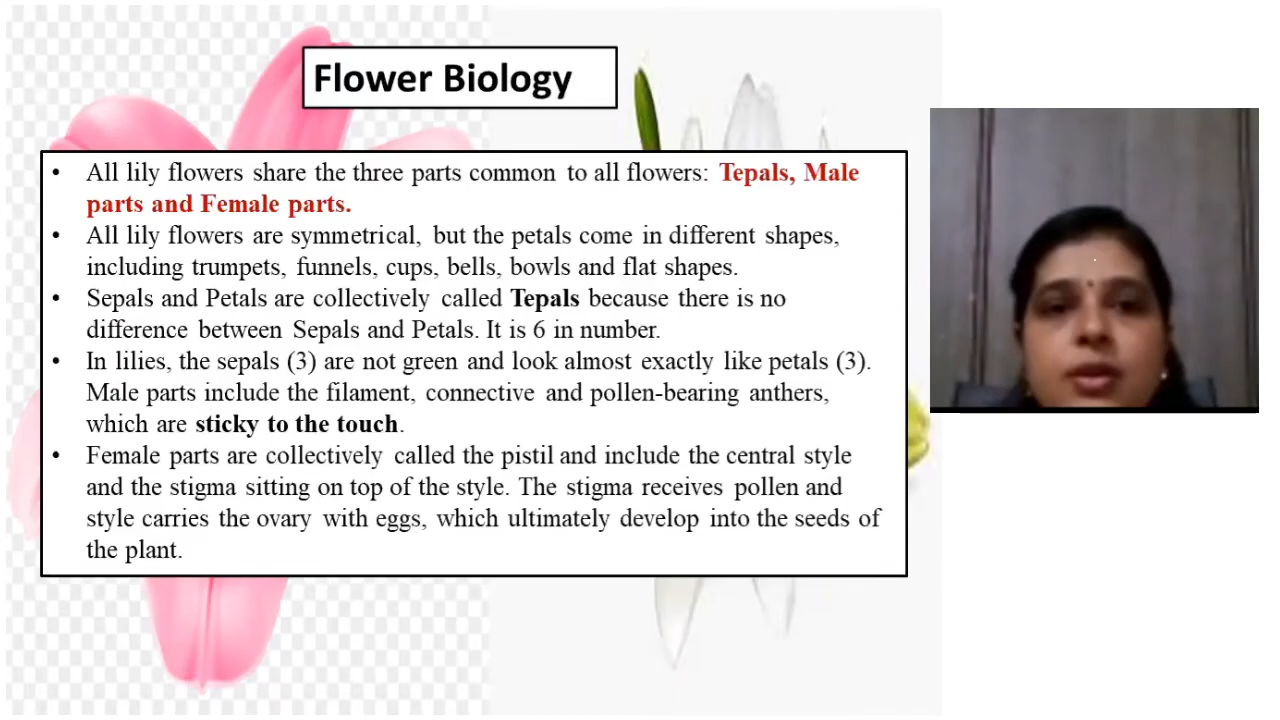 Flower Biology
• All lily flowers share the three parts common to all flowers: Tepals, Male
parts and Female parts.
• All lily flowers are symmetrical, but the petals come in different shapes,
including trumpets, funnels, cups, bells, bowls and flat shapes.
• Sepals and Petals are collectively called Tepals because there is no
difference between Sepals and Petals. It is 6 in number.
• In lilies, the sepals (3) are not green and look almost exactly like petals (3).
Male parts include the filament, connective and pollen-bearing anthers,
which are sticky to the touch.
• Female parts are collectively called the pistil and include the central style
and the stigma sitting on top of the style. The stigma receives pollen and
style carries the ovary with eggs, which ultimately develop into the seeds of
the plant.